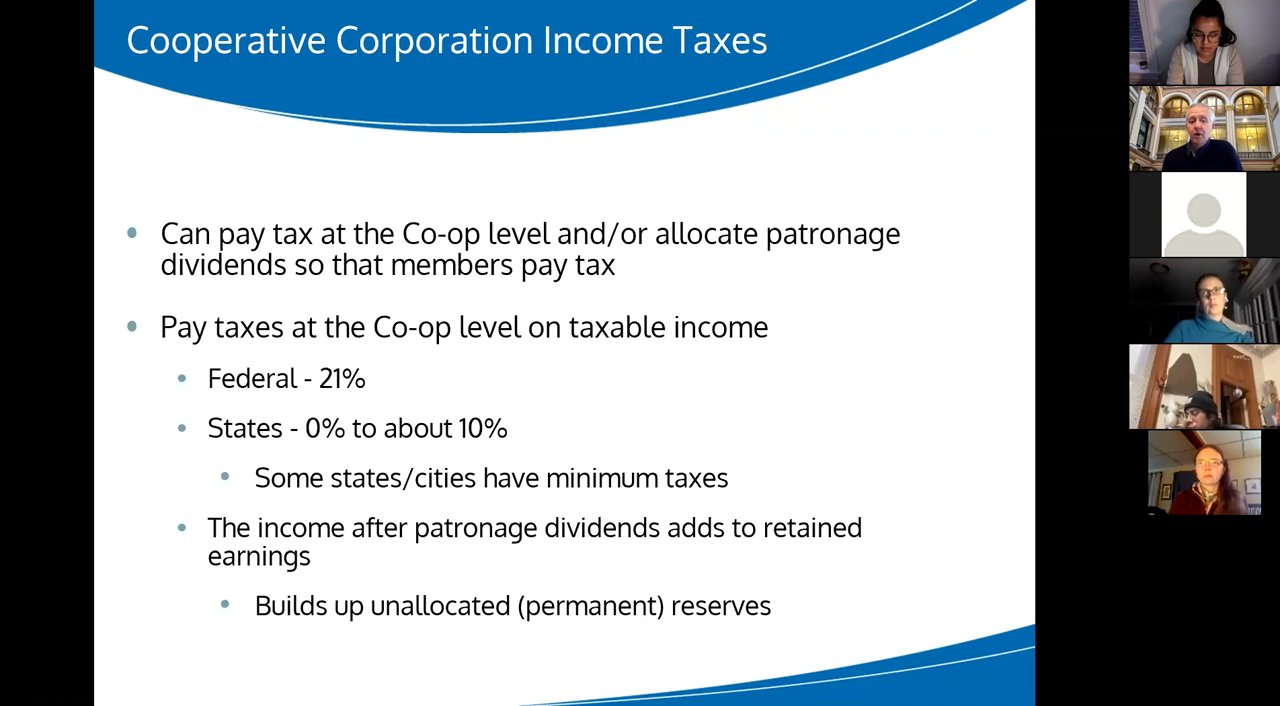 Cooperative Corporation Income Taxes
• Can pay tax at the Co-op level and/or allocate patronage
dividends so that members pay tax
• Pay taxes at the Co-op level on taxable income
• Federal - 21%
• States - 0% to about 10%
• Some states/cities have minimum taxes
• The income after patronage dividends adds to retained
earnings
• Builds up unallocated (permanent) reserves